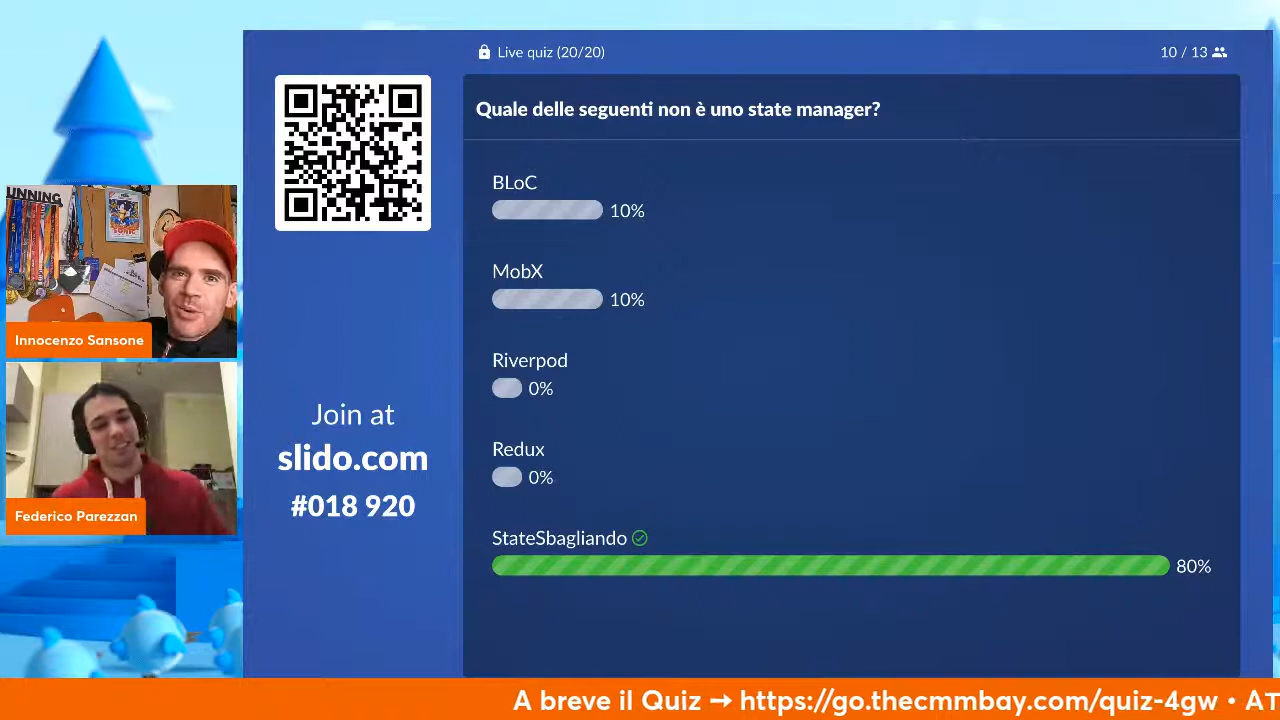 Live quiz (20/20)
10 / 13
Quale delle seguenti non è uno state manager?
BLoC
10%
MobX
10%
Riverpod
0%
Redux
0%
StateSbagliando
80%
Join at
slido.com
#018 920
UNNING
SONIC
Innocenzo Sansone
Federico Parezzan
A breve il Quiz → https://go.thecmmbay.com/quiz-4gw • AT